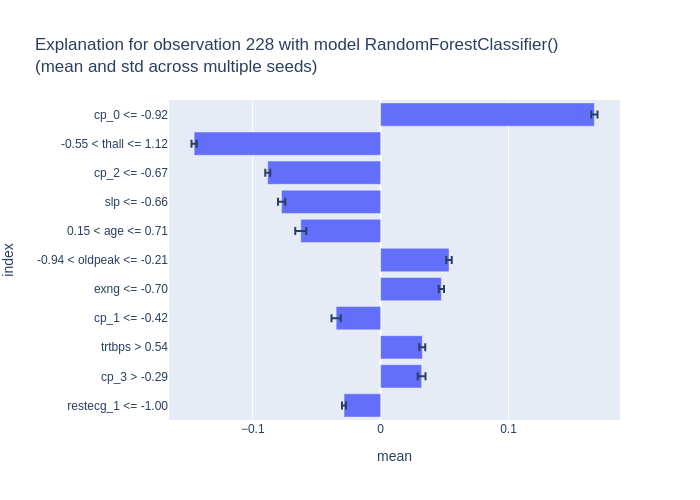 Explanation for observation 228 with model RandomForestClassifier()
(mean and std across multiple seeds)
cp_0 <= -0.92
-0.55 < thall <= 1.12
cp_2 <= -0.67
slp <= -0.66
0.15 < age <= 0.71
-0.94 < oldpeak <= -0.21
exng <= -0.70
cp_1 <= -0.42
trtbps > 0.54
cp_3 > -0.29
restecg_1 <= -1.00
index
−0.1
0
0.1
mean